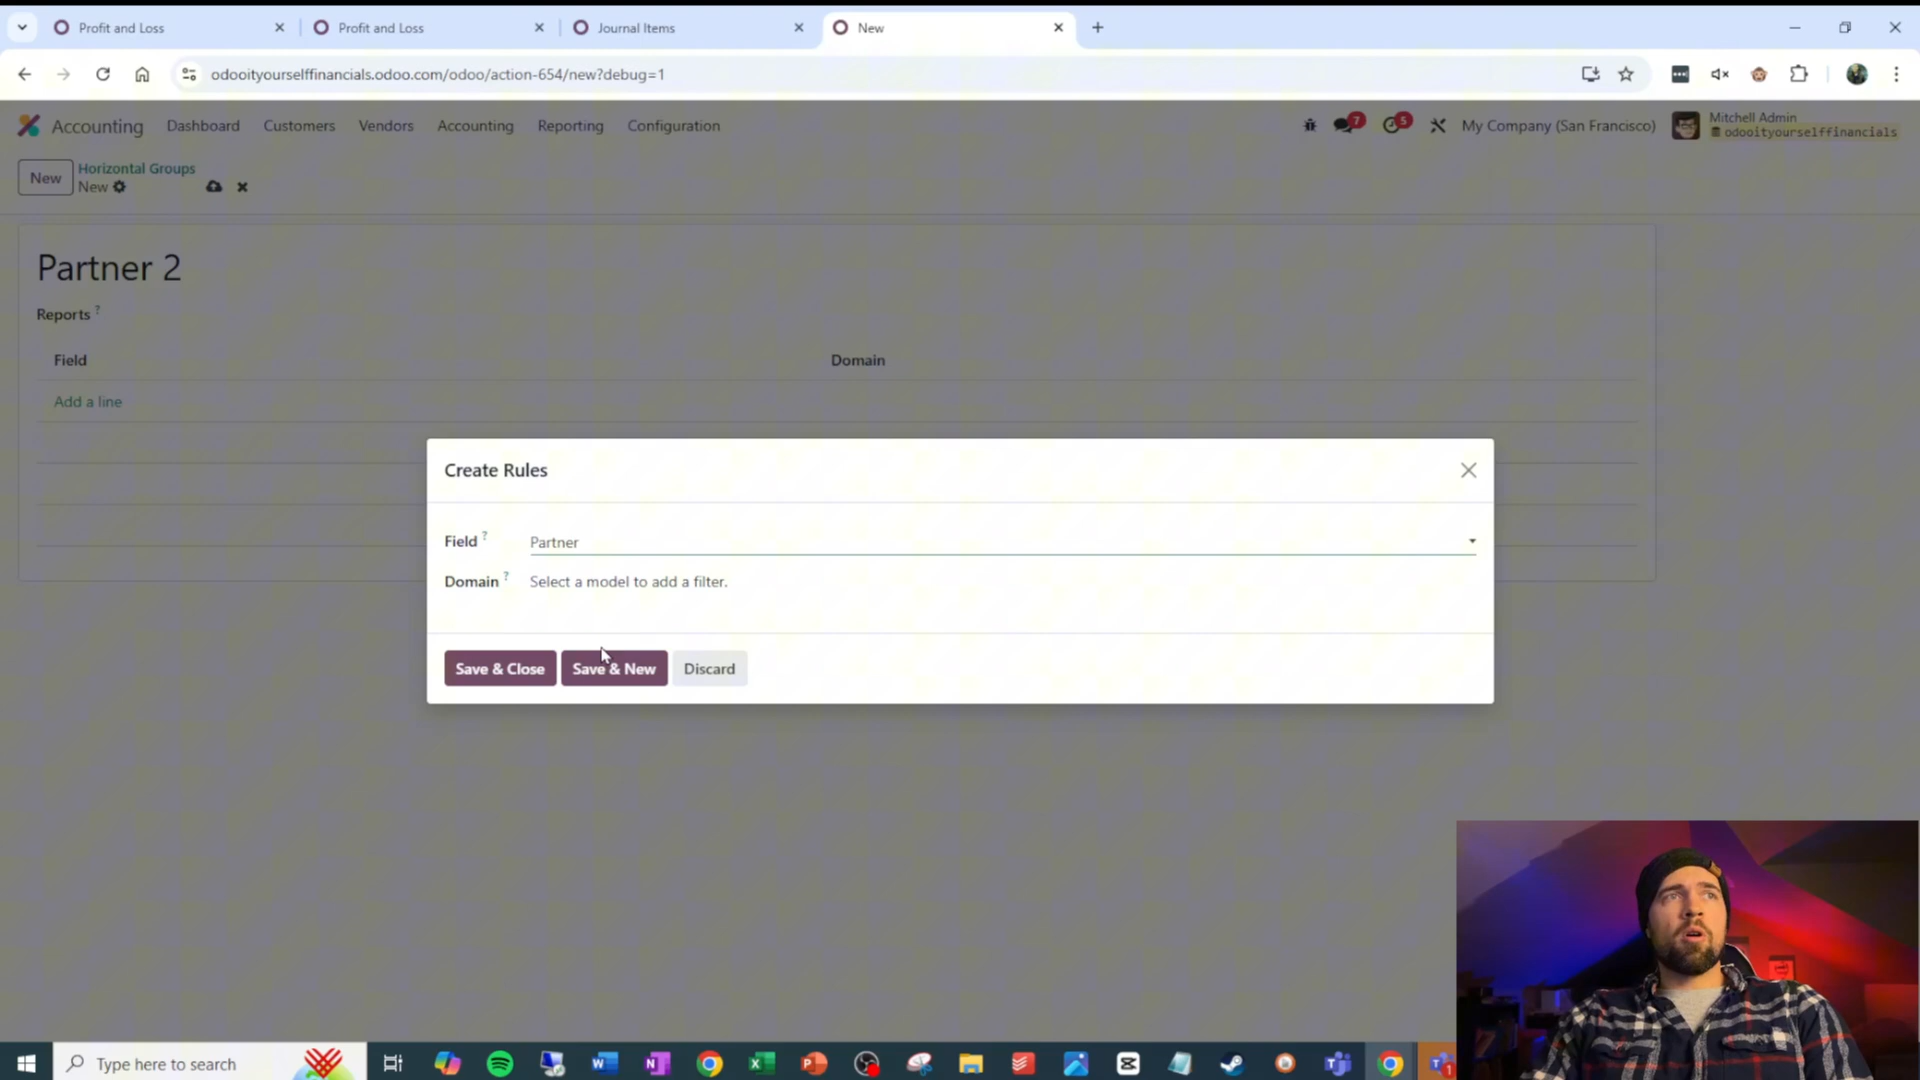 Profit and Loss
Profit and Loss
Journal Items
New
odooityourselffinancials.odoo.com/odoo/action-654/new?debug=1
Accounting Dashboard Customers Vendors Accounting Reporting Configuration
7
5
My Company (San Francisco)
Mitchell Admin
odooityourselffinancials
New
Horizontal Groups
New
Partner 2
Reports ?
Field Domain
Add a line
Create Rules
Field ? Partner
Domain ? Select a model to add a filter.
Save & Close Save & New Discard
Type here to search
1